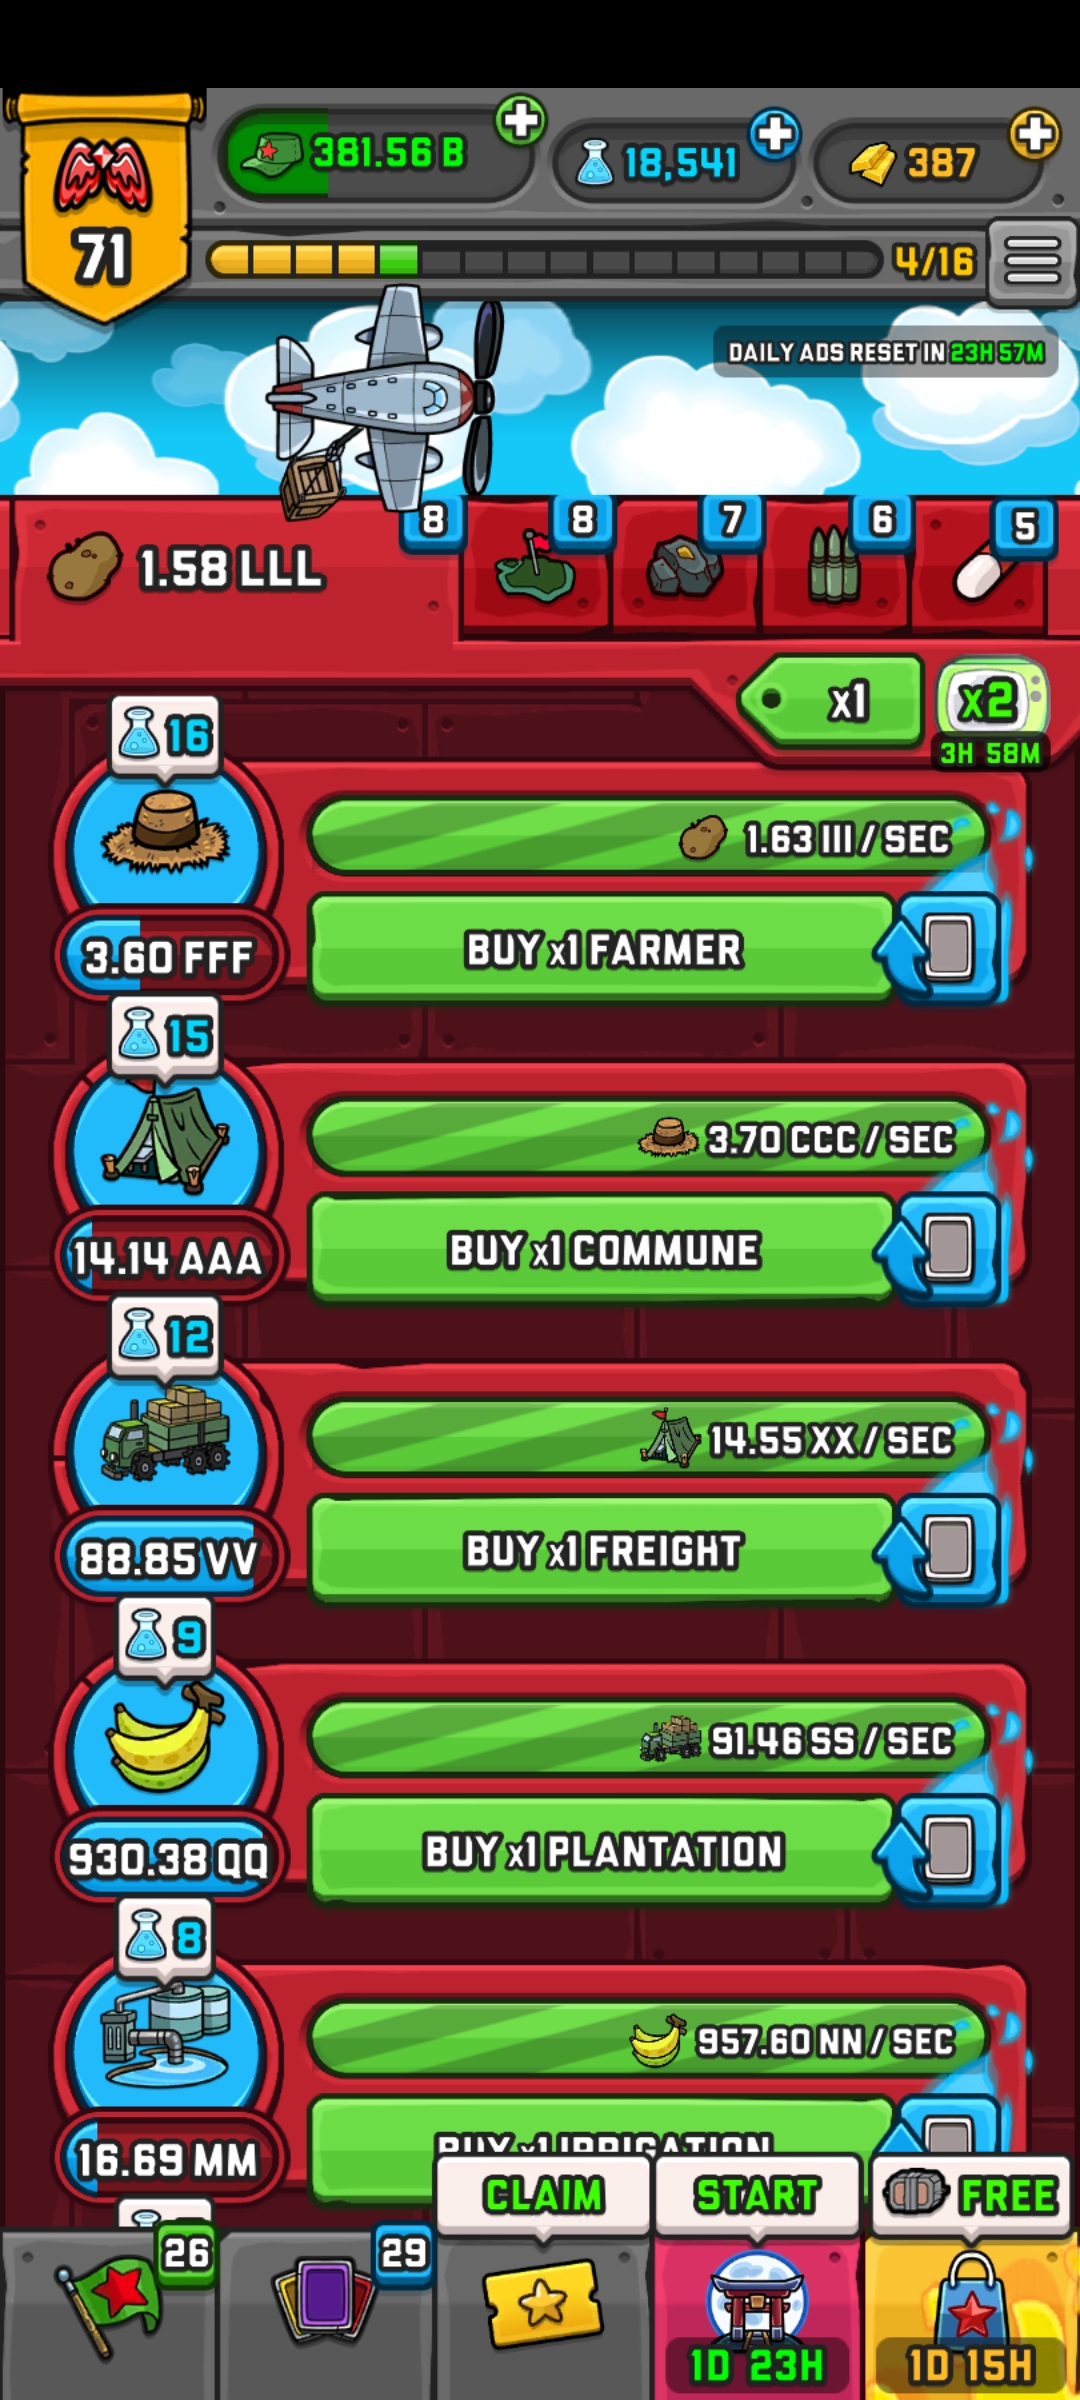 71
381.56 B
18,541
387
4/16
DAILY ADS RESET IN 23H 57M
1.58 LLL
8
8
7
6
5
x1
x2
3H 58M
16
1.63 III / SEC
3.60 FFF
BUY x1 FARMER
15
3.70 CCC / SEC
14.14 AAA
BUY x1 COMMUNE
12
14.55 XX / SEC
88.85 VV
BUY x1 FREIGHT
9
91.46 SS / SEC
930.38 QQ
BUY x1 PLANTATION
8
957.60 NN / SEC
16.69 MM
BUY x1 IRRIGATION
CLAIM
START
FREE
26
29
1D 23H
1D 15H